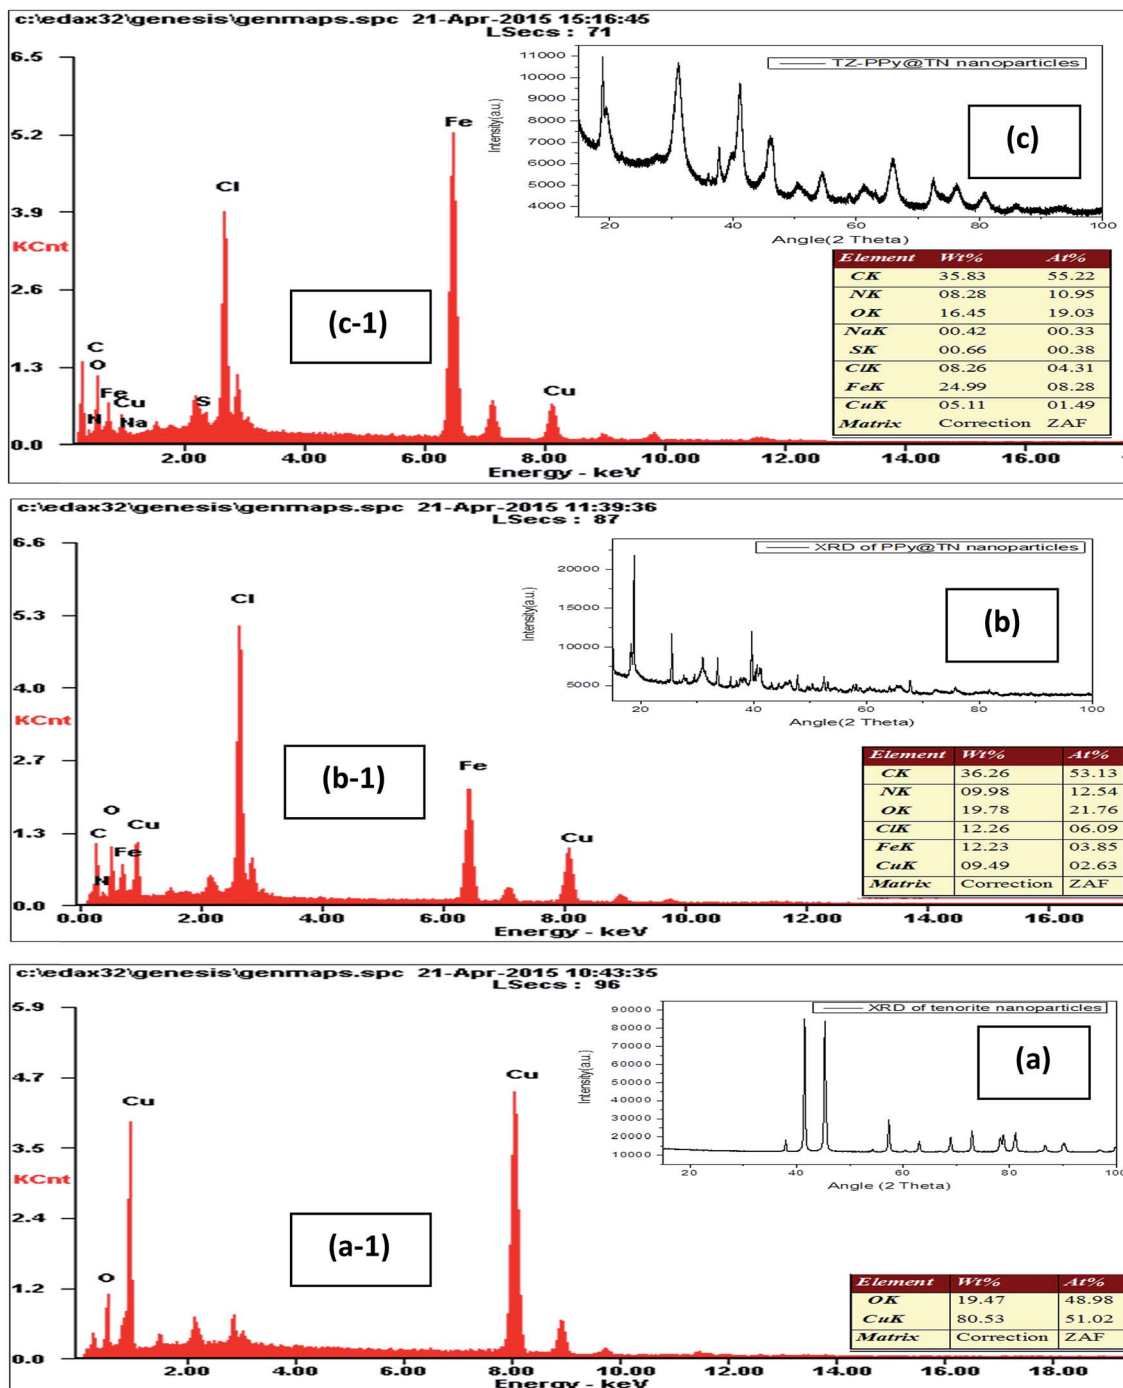 c:\edax32\genesis\genmaps.spc 21-Apr-2015 15:16:45
LSecs : 71
6.5
5.2
3.9
KCnt
2.6
1.3
0.0
C
O
Fe
Cu
N
Na
S
Cl
Fe
Cu
(c-1)
2.00 4.00 6.00 8.00 10.00 12.00 14.00 16.00
Energy - keV
TZ-PPy@TN nanoparticles
(c)
Intensity(a.u.)
11000
10000
9000
8000
7000
6000
5000
4000
20 40 60 80 100
Angle(2 Theta)
Element Wt% At%
CK 35.83 55.22
NK 08.28 10.95
OK 16.45 19.03
NaK 00.42 00.33
SK 00.66 00.38
ClK 08.26 04.31
FeK 24.99 08.28
CuK 05.11 01.49
Matrix Correction ZAF
c:\edax32\genesis\genmaps.spc 21-Apr-2015 11:39:36
LSecs : 87
6.6
5.3
4.0
KCnt
2.7
1.3
0.0
C
N
O
Fe
Cu
Cl
Fe
Cu
(b-1)
0.00 2.00 4.00 6.00 8.00 10.00 12.00 14.00 16.00
Energy - keV
XRD of PPy@TN nanoparticles
(b)
Intensity(a.u.)
20000
15000
10000
5000
20 40 60 80 100
Angle(2 Theta)
Element Wt% At%
CK 36.26 53.13
NK 09.98 12.54
OK 19.78 21.76
ClK 12.26 06.09
FeK 12.23 03.85
CuK 09.49 02.63
Matrix Correction ZAF
c:\edax32\genesis\genmaps.spc 21-Apr-2015 10:43:35
LSecs : 96
5.9
4.7
3.5
KCnt
2.4
1.2
0.0
O
Cu
Cu
(a-1)
2.00 4.00 6.00 8.00 10.00 12.00 14.00 16.00 18.00
Energy - keV
XRD of tenorite nanoparticles
(a)
Intensity(a.u.)
90000
80000
70000
60000
50000
40000
30000
20000
10000
20 40 60 80 100
Angle (2 Theta)
Element Wt% At%
OK 19.47 48.98
CuK 80.53 51.02
Matrix Correction ZAF